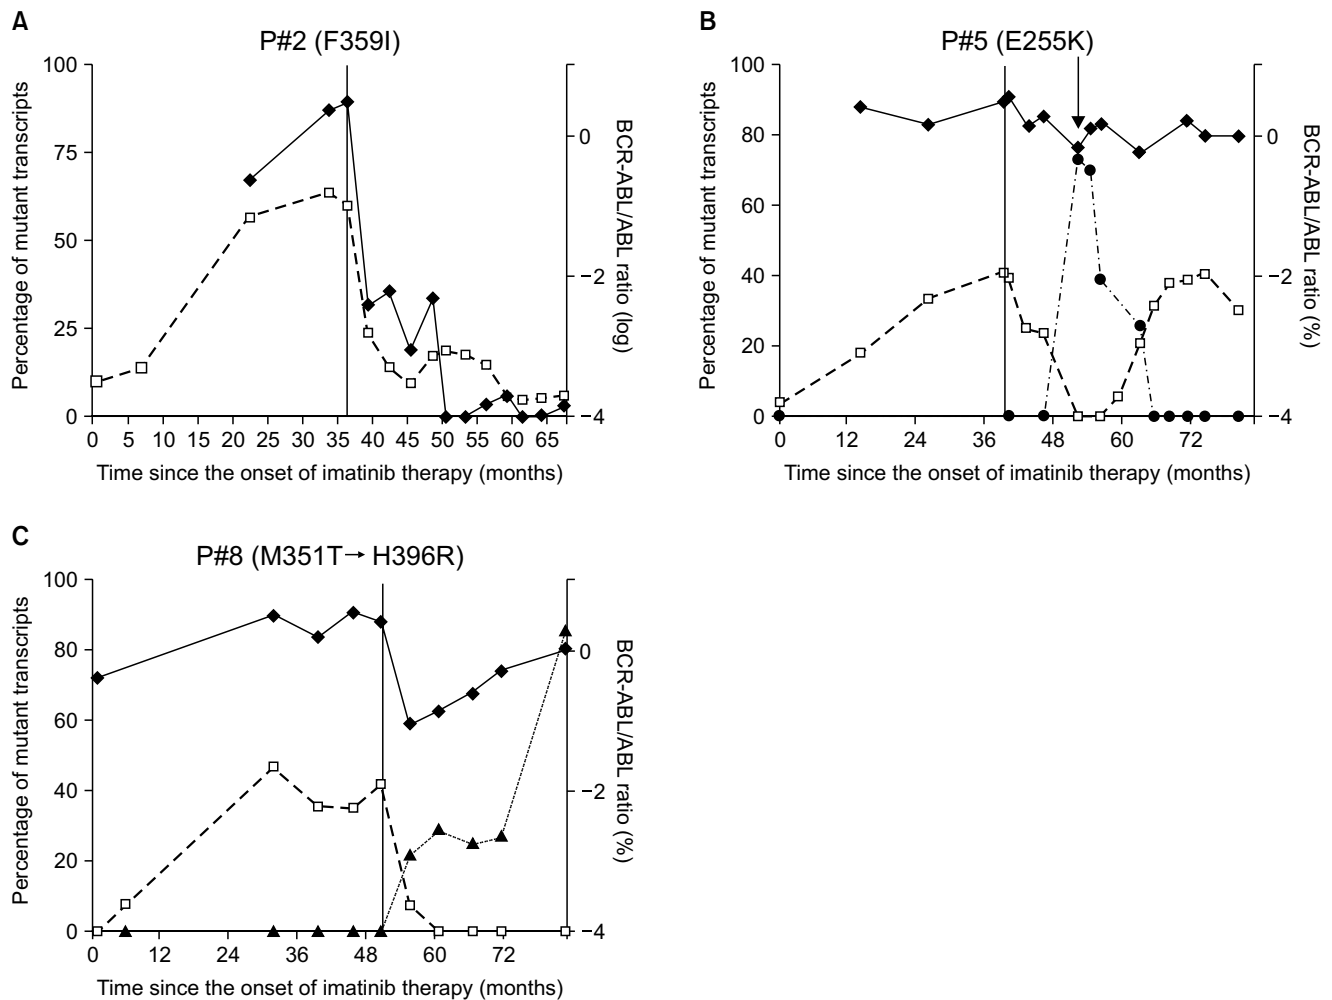 A
P#2 (F359I)
100
75
50
25
0
0
−2
−4
0 5 10 15 20 25 30 35 40 45 50 55 60 65
Percentage of mutant transcripts
BCR-ABL/ABL ratio (log)
Time since the onset of imatinib therapy (months)
B
P#5 (E255K)
100
80
60
40
20
0
0
−2
−4
0 12 24 36 48 60 72
Percentage of mutant transcripts
BCR-ABL/ABL ratio (%)
Time since the onset of imatinib therapy (months)
C
P#8 (M351T→ H396R)
100
80
60
40
20
0
0
−2
−4
0 12 24 36 48 60 72
Percentage of mutant transcripts
BCR-ABL/ABL ratio (%)
Time since the onset of imatinib therapy (months)